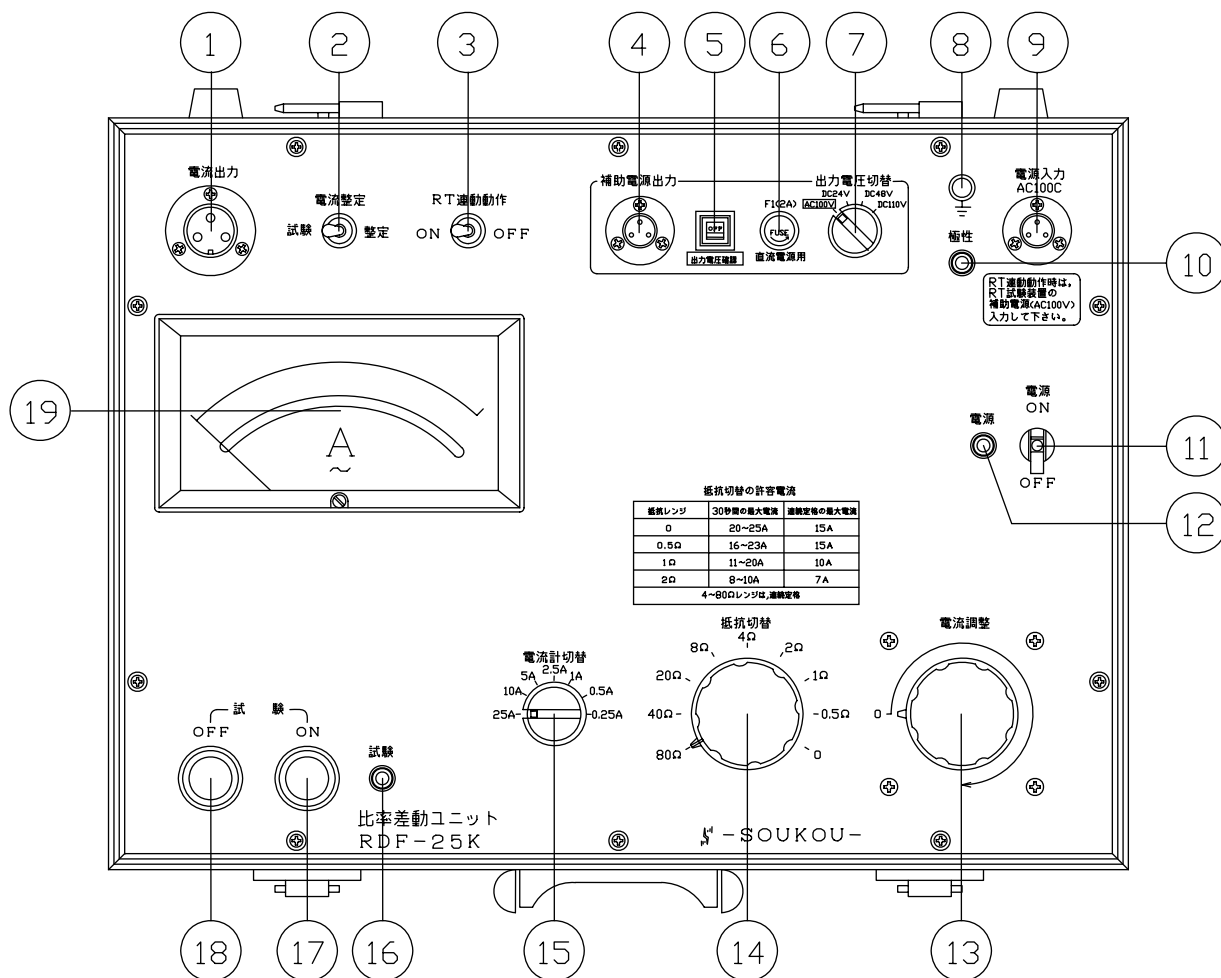 1 2 3 4 5 6 7 8 9
電流出力
電流整定
試験 整定
RT連動動作
ON OFF
補助電源出力
出力電圧切替
OFF
出力電圧確認
F1(2A)
FUSE
直流電源用
AC100V DC24V DC48V DC110V
極性
電源入力
AC100C
10
RT連動動作時は,
RT試験装置の
補助電源(AC100V)
入力して下さい。
19
A
~
電源
電源
ON
OFF
11
12
抵抗切替の許容電流
抵抗レンジ 30秒間の最大電流 連続定格の最大電流
0 20~25A 15A
0.5Ω 16~23A 15A
1Ω 11~20A 10A
2Ω 8~10A 7A
4~80Ωレンジは,連続定格
電流計切替
25A 10A 5A 2.5A 1A 0.5A 0.25A
抵抗切替
80Ω 40Ω 20Ω 8Ω 4Ω 2Ω 1Ω 0.5Ω 0
電流調整
0
試験
OFF ON
試験
比率差動ユニット
RDF-25K
S -SOUKOU-
18 17 16 15 14 13